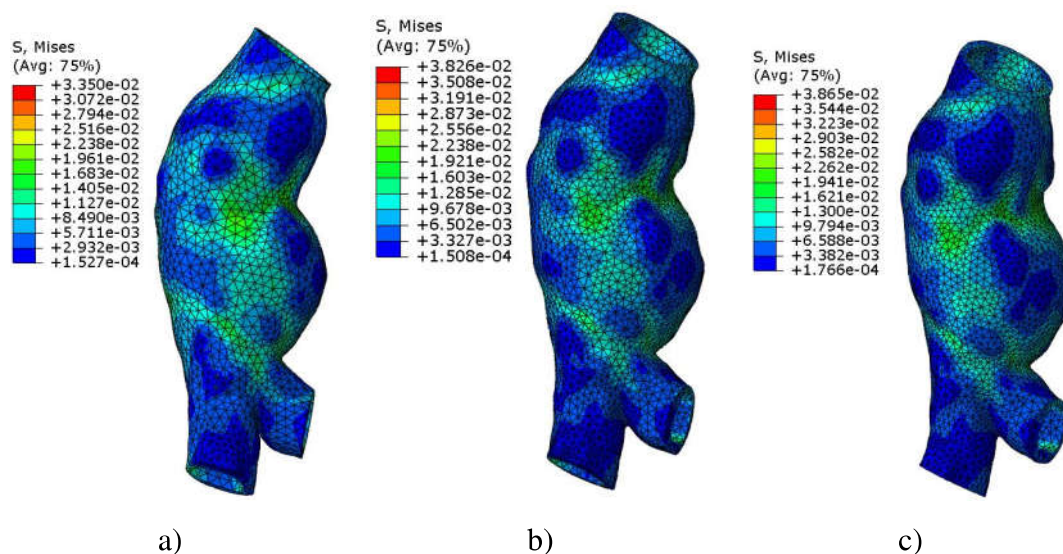 S, Mises
(Avg: 75%)
+3.350e-02
+3.072e-02
+2.794e-02
+2.516e-02
+2.238e-02
+1.961e-02
+1.683e-02
+1.405e-02
+1.127e-02
+8.490e-03
+5.711e-03
+2.932e-03
+1.527e-04
S, Mises
(Avg: 75%)
+3.826e-02
+3.508e-02
+3.191e-02
+2.873e-02
+2.556e-02
+2.238e-02
+1.921e-02
+1.603e-02
+1.285e-02
+9.678e-03
+6.502e-03
+3.327e-03
+1.508e-04
S, Mises
(Avg: 75%)
+3.865e-02
+3.544e-02
+3.223e-02
+2.903e-02
+2.582e-02
+2.262e-02
+1.941e-02
+1.621e-02
+1.300e-02
+9.794e-03
+6.588e-03
+3.382e-03
+1.766e-04
a)
b)
c)